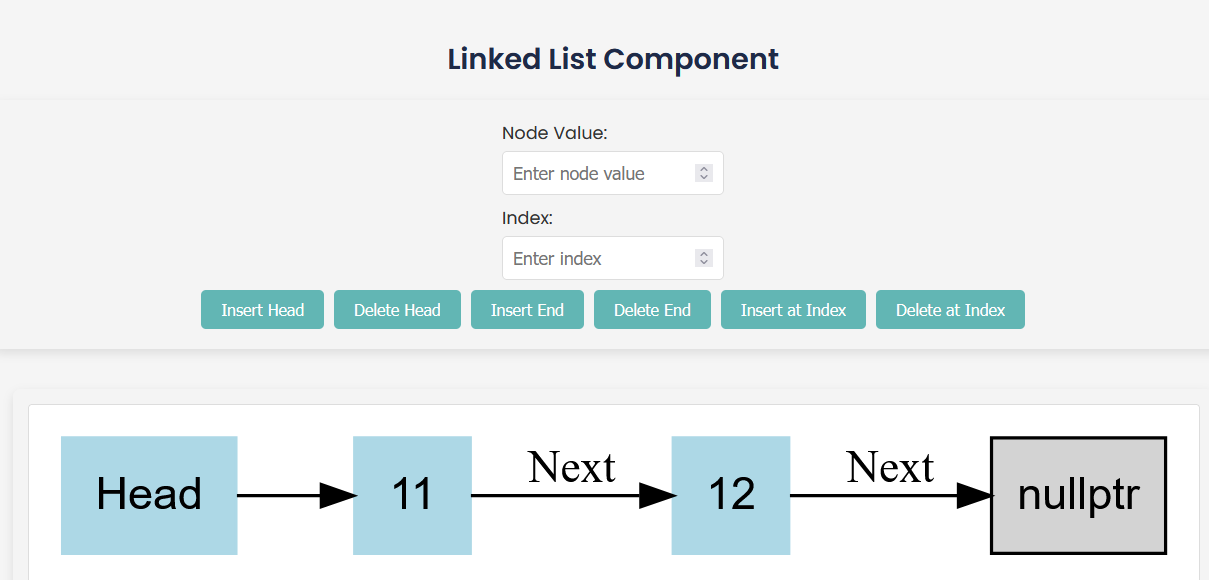 Linked List Component
Node Value:
Enter node value
Index:
Enter index
Insert Head Delete Head Insert End Delete End Insert at Index Delete at Index
Next Next
Head 11 12 nullptr